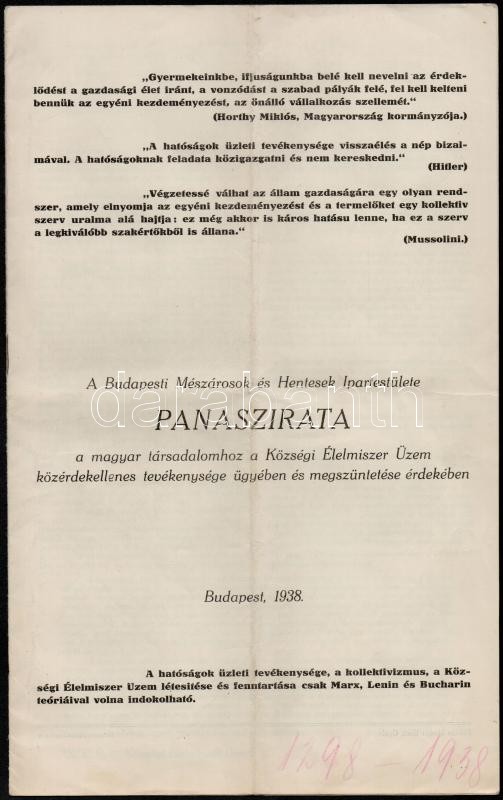 „Gyermekeinkbe, ifjuságunkba belé kell nevelni az érdek-
lődést a gazdasági élet iránt, a vonzódást a szabad pályák felé, fel kell kelteni
bennük az egyéni kezdeményezést, az önálló vállalkozás szellemét.“
(Horthy Miklós, Magyarország kormányzója.)
„A hatóságok üzleti tevékenysége visszaélés a nép bizal-
mával. A hatóságoknak feladata közigazgatni és nem kereskedni.“
(Hitler)
„Végzetessé válhat az állam gazdaságára egy olyan rend-
szer, amely elnyomja az egyéni kezdeményezést és a termelőket egy kollektiv
szerv uralma alá hajtja: ez még akkor is káros hatásu lenne, ha ez a szerv
a legkiválóbb szakértőkből is állana.“
(Mussolini.)
A Budapesti Mészárosok és Hentesek Ipartestülete
PANASZIRATA
darabanth
a magyar társadalomhoz a Községi Élelmiszer Üzem
közérdekellenes tevékenysége ügyében és megszüntetése érdekében
Budapest, 1938.
A hatóságok üzleti tevékenysége, a kollektivizmus, a Köz-
ségi Élelmiszer Üzem létesitése és fenntartása csak Marx, Lenin és Bucharin
teóriáival volna indokolható.
1298 — 1938